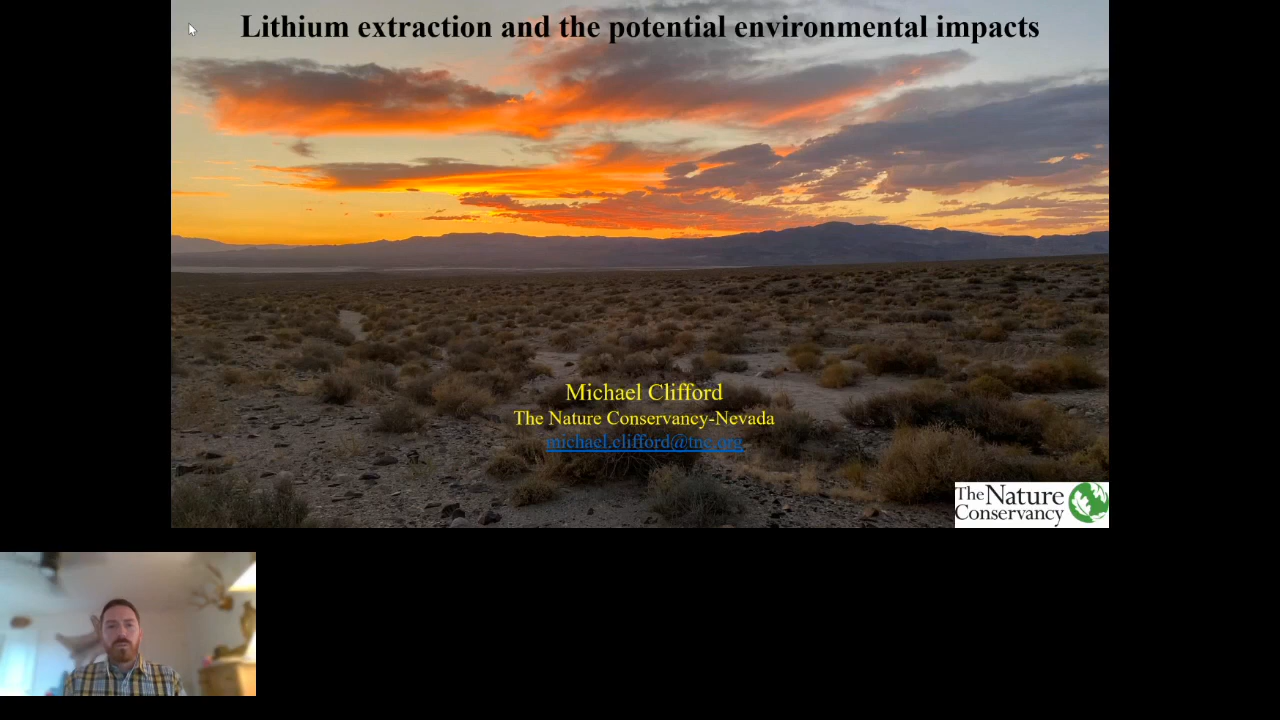 Lithium extraction and the potential environmental impacts
Michael Clifford
The Nature Conservancy-Nevada
michael.clifford@tnc.org
The Nature
Conservancy